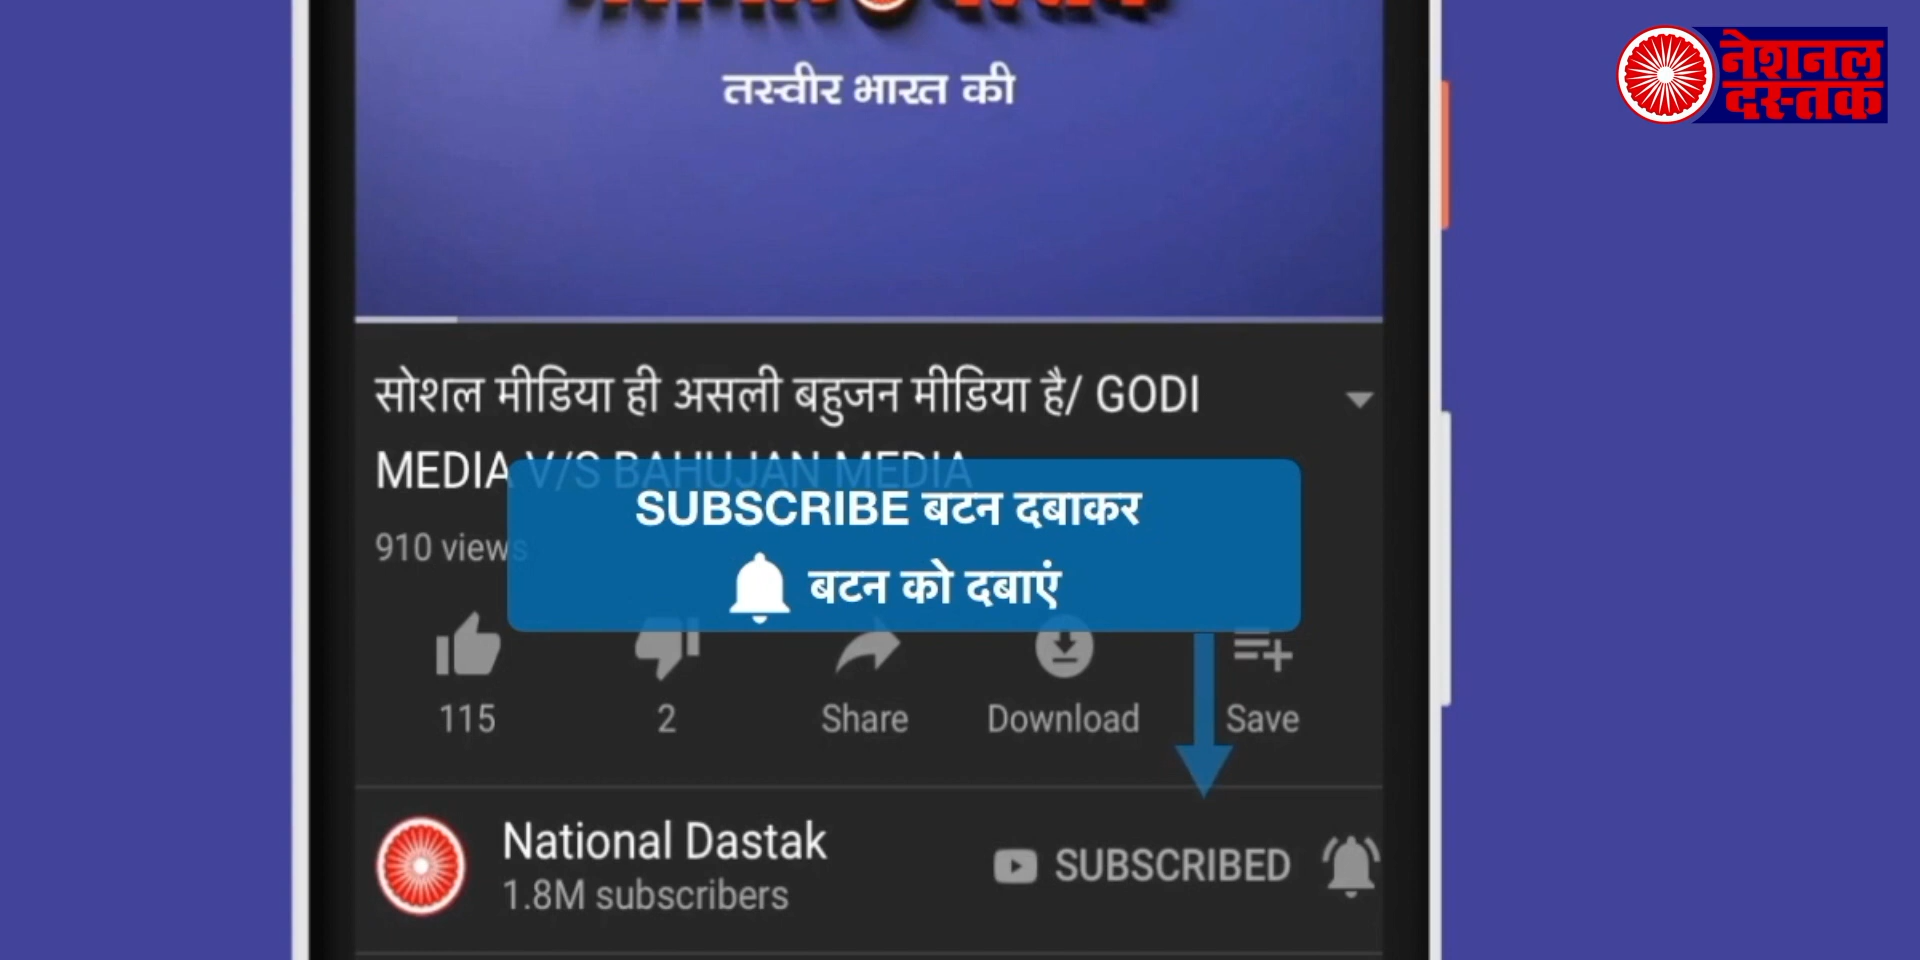 तस्वीर भारत की
नेशनल
दस्तक
सोशल मीडिया ही असली बहुजन मीडिया है/ GODI
MEDIA V/S BAHUJAN MEDIA
910 views
SUBSCRIBE बटन दबाकर
बटन को दबाएं
115
2
Share
Download
Save
National Dastak
1.8M subscribers
SUBSCRIBED